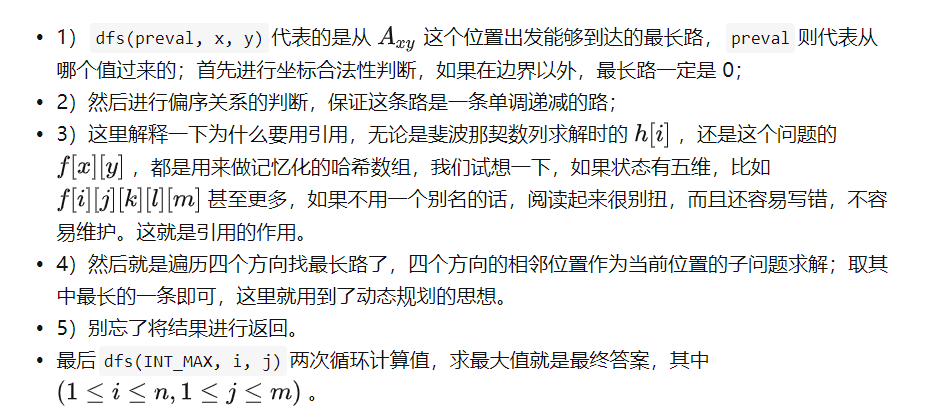 • 1）dfs(preval, x, y) 代表的是从 A_{xy} 这个位置出发能够到达的最长路，preval 则代表从
哪个值过来的；首先进行坐标合法性判断，如果在边界以外，最长路一定是 0；
• 2）然后进行偏序关系的判断，保证这条路是一条单调递减的路；
• 3）这里解释一下为什么要用引用，无论是斐波那契数列求解时的 h[i] ，还是这个问题的
f[x][y] ，都是用来做记忆化的哈希数组，我们试想一下，如果状态有五维，比如
f[i][j][k][l][m] 甚至更多，如果不用一个别名的话，阅读起来很别扭，而且还容易写错，不容
易维护。这就是引用的作用。
• 4）然后就是遍历四个方向找最长路了，四个方向的相邻位置作为当前位置的子问题求解；取其
中最长的一条即可，这里就用到了动态规划的思想。
• 5）别忘了将结果进行返回。
• 最后 dfs(INT_MAX, i, j) 两次循环计算值，求最大值就是最终答案，其中
(1 ≤ i ≤ n, 1 ≤ j ≤ m) 。